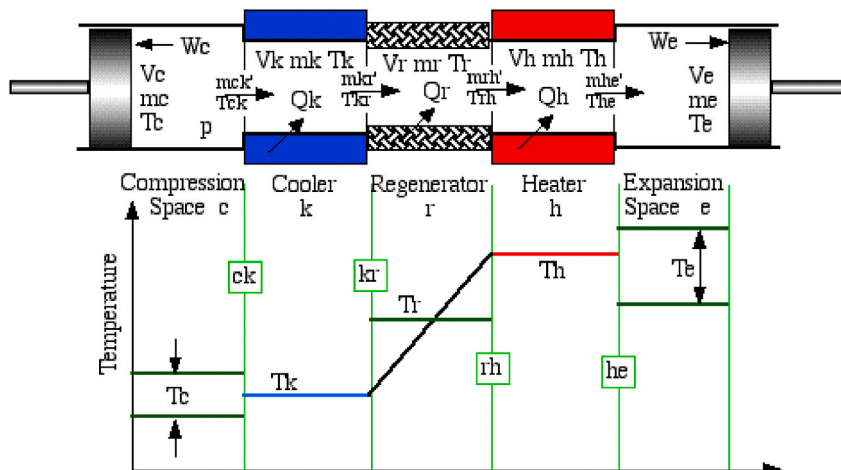 Wc
We
Vc
mc
Tc
p
mck'
Tck
Vk mk Tk
Qk
mkr'
Tkr
Vr mr Tr
Qr
mrh'
Trh
Vh mh Th
Qh
mhe'
The
Ve
me
Te
Compression
Space c
Cooler
k
Regenerator
r
Heater
h
Expansion
Space e
Temperature
ck
kr
rh
he
Tc
Tk
Tr
Th
Te